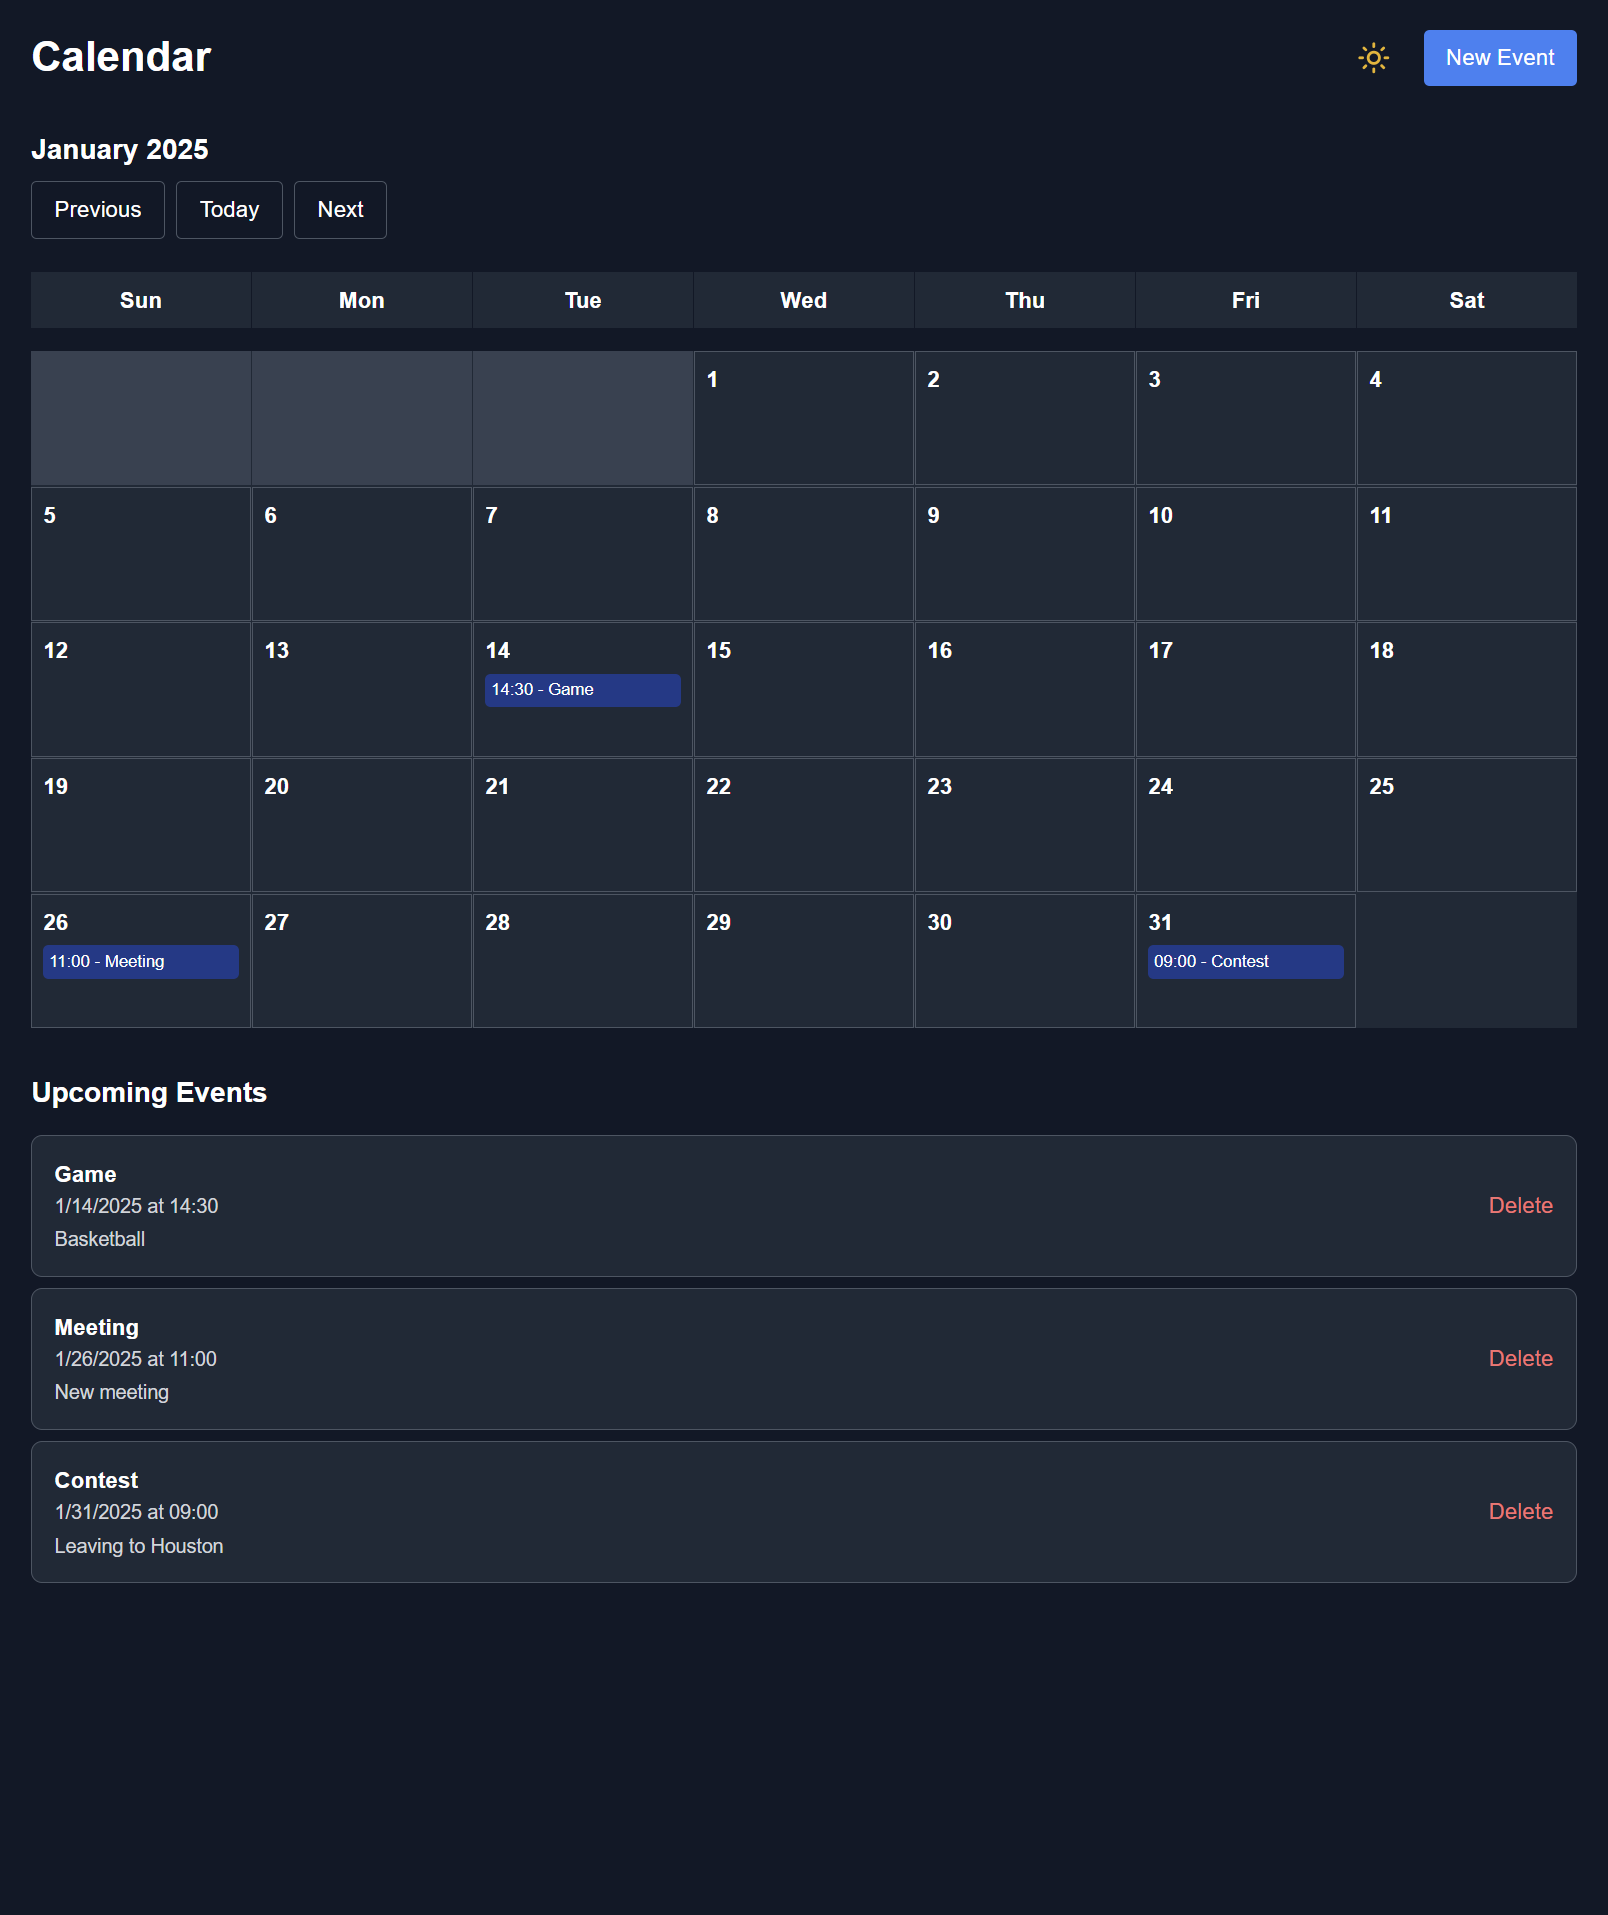 Calendar
New Event
January 2025
Previous Today Next
Sun Mon Tue Wed Thu Fri Sat
1 2 3 4
5 6 7 8 9 10 11
12 13 14 15 16 17 18
14:30 - Game
19 20 21 22 23 24 25
26 27 28 29 30 31
11:00 - Meeting 09:00 - Contest
Upcoming Events
Game
1/14/2025 at 14:30
Delete
Basketball
Meeting
1/26/2025 at 11:00
Delete
New meeting
Contest
1/31/2025 at 09:00
Delete
Leaving to Houston